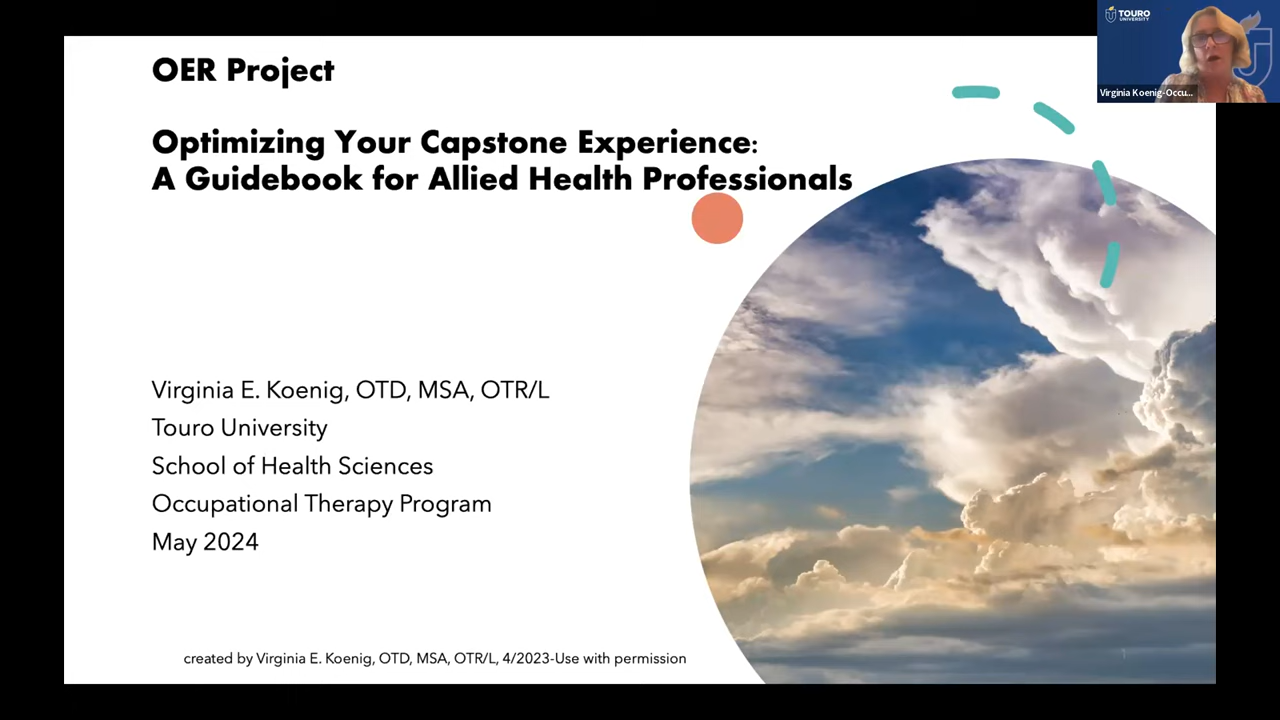 OER Project
Optimizing Your Capstone Experience:
A Guidebook for Allied Health Professionals
Virginia E. Koenig, OTD, MSA, OTR/L
Touro University
School of Health Sciences
Occupational Therapy Program
May 2024
created by Virginia E. Koenig, OTD, MSA, OTR/L, 4/2023-Use with permission
TOURO
UNIVERSITY
Virginia Koenig-Occu...